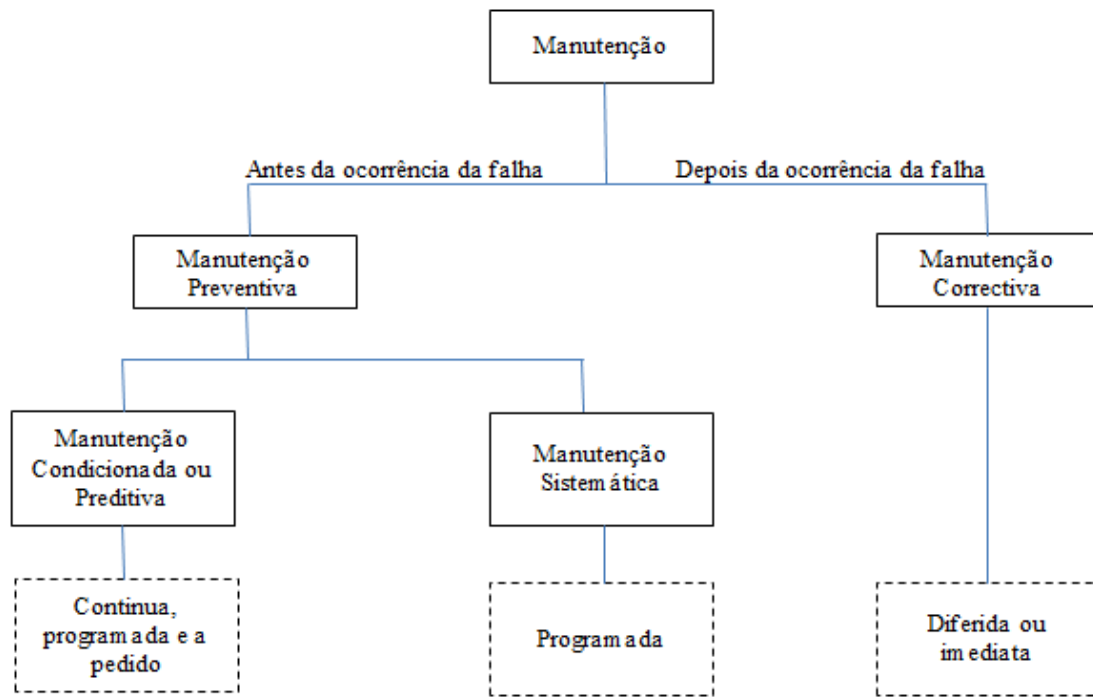 Manutenção
Antes da ocorrência da falha
Depois da ocorrência da falha
Manutenção
Preventiva
Manutenção
Correctiva
Manutenção
Condicionada ou
Preditiva
Manutenção
Sistemática
Continua,
programada e a
pedido
Programada
Diferida ou
imediata